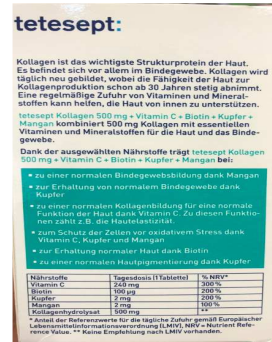 tetesept:
Kollagen ist das wichtigste Strukturprotein der Haut.
Es befindet sich vor allem im Bindegewebe. Kollagen wird
täglich neu gebildet, wobei die Fähigkeit der Haut zur
Kollagenproduktion schon ab 30 Jahren stetig abnimmt.
Eine regelmäßige Zufuhr von Vitaminen und Mineral-
stoffen kann helfen, die Haut von innen zu unterstützen.
tetesept Kollagen 500 mg + Vitamin C + Biotin + Kupfer +
Mangan kombiniert 500 mg Kollagen mit essentiellen
Vitaminen und Mineralstoffen für die Haut und das Binde-
gewebe.
Dank der ausgewählten Nährstoffe trägt tetesept Kollagen
500 mg + Vitamin C + Biotin + Kupfer + Mangan bei:
• zu einer normalen Bindegewebsbildung dank Mangan
• zur Erhaltung von normalem Bindegewebe dank
Kupfer
• zu einer normalen Kollagenbildung für eine normale
Funktion der Haut dank Vitamin C. Zu diesen Funktio-
nen zählt z.B. die Hautelastizität.
• zum Schutz der Zellen vor oxidativem Stress dank
Vitamin C, Kupfer und Mangan
• zur Erhaltung normaler Haut dank Biotin
• zu einer normalen Hautpigmentierung dank Kupfer
Nährstoffe Tagesdosis (1 Tablette) % NRV*
Vitamin C 240 mg 300 %
Biotin 100 µg 200 %
Kupfer 2 mg 200 %
Mangan 2 mg 100 %
Kollagenhydrolysat 500 mg **
* Anteil der Referenzwerte für die tägliche Zufuhr gemäß Europäischer
Lebensmittelinformationsverordnung (LMIV), NRV = Nutrient Refe-
rence Value. ** Keine Empfehlung nach LMIV vorhanden.